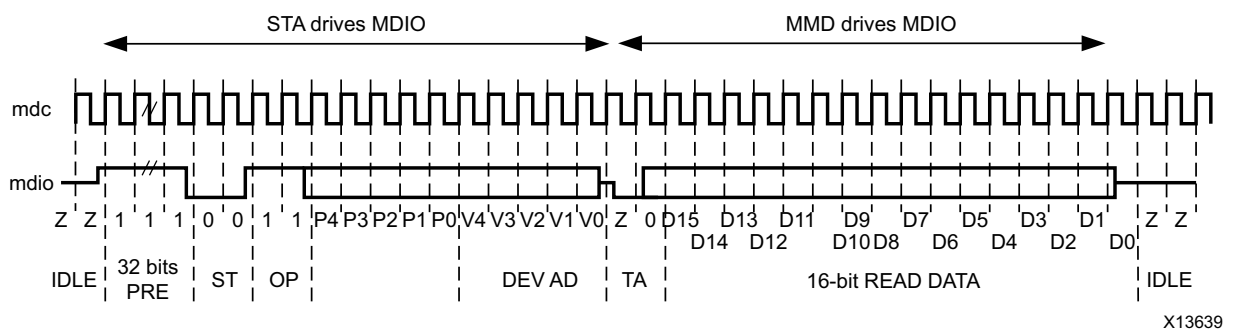 STA drives MDIO MMD drives MDIO
mdc
mdio
Z Z 1 1 1 0 0 1 1 P4 P3 P2 P1 P0 V4 V3 V2 V1 V0 Z 0 D15 D13 D11 D9 D7 D5 D3 D1 Z Z
D14 D12 D10 D8 D6 D4 D2 D0
IDLE 32 bits PRE ST OP DEV AD TA 16-bit READ DATA IDLE
X13639